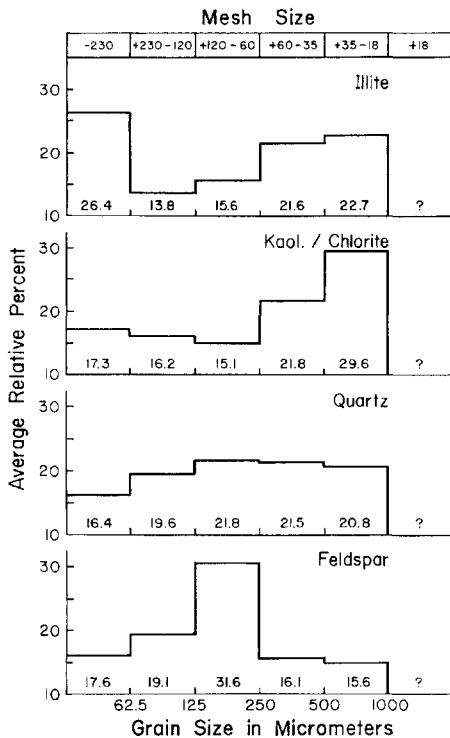 Mesh Size
-230 +230-120 +120-60 +60-35 +35-18 +18
Average Relative Percent
30 Illite
20
10 26.4 13.8 15.6 21.6 22.7 ?
30 Kaol. / Chlorite
20
10 17.3 16.2 15.1 21.8 29.6 ?
30 Quartz
20
10 16.4 19.6 21.8 21.5 20.8 ?
30 Feldspar
20
10 17.6 19.1 31.6 16.1 15.6 ?
62.5 125 250 500 1000
Grain Size in Micrometers